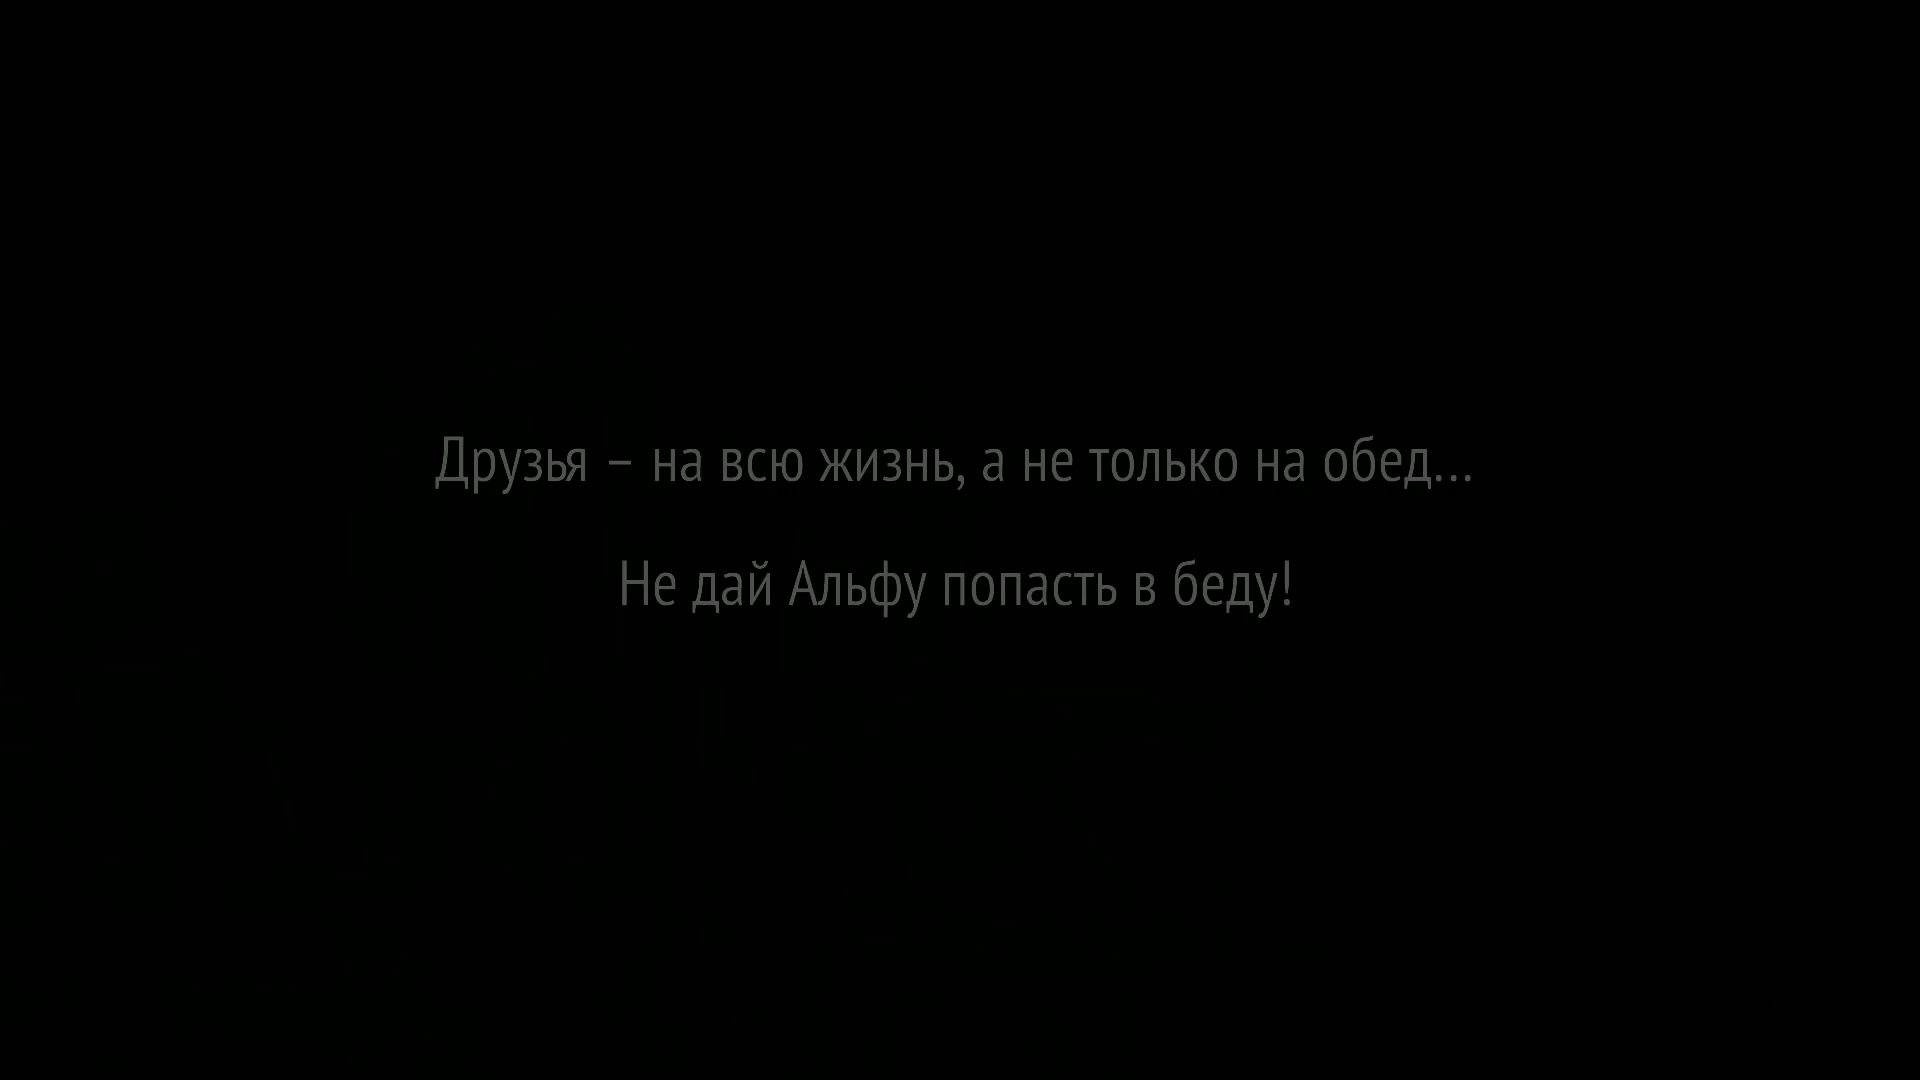 Друзья – на всю жизнь, а не только на обед...
Не дай Альфу попасть в беду!